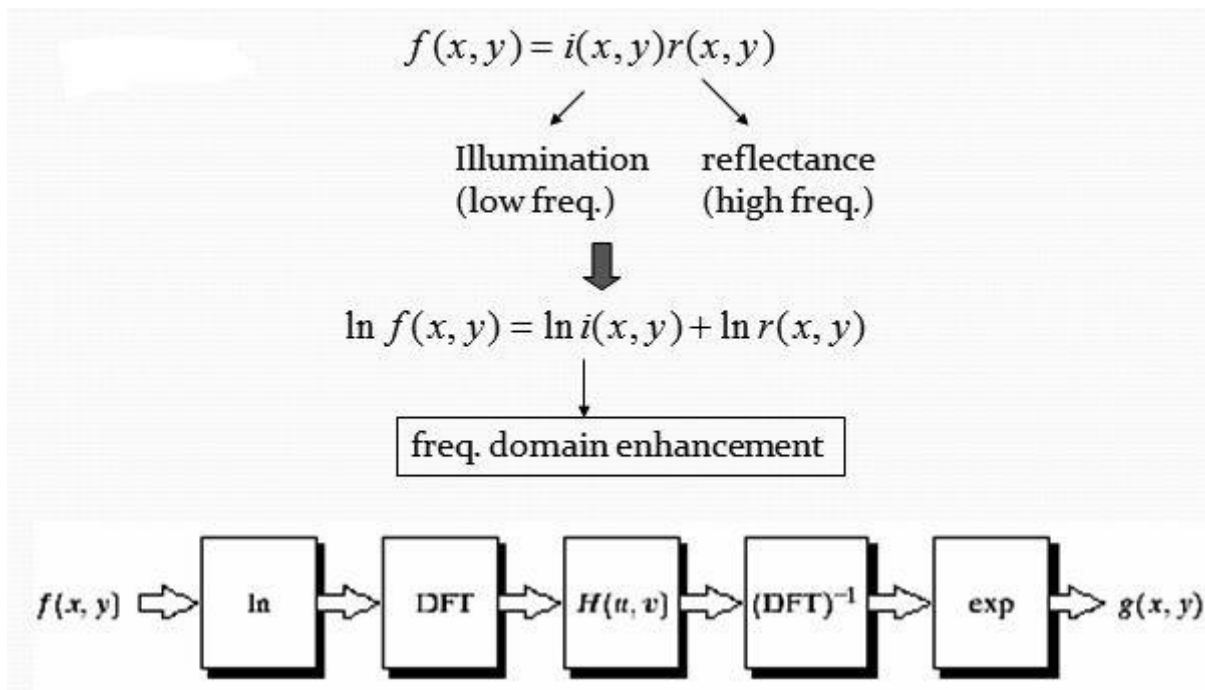 f(x, y) = i(x, y)r(x, y)
Illumination reflectance
(low freq.) (high freq.)
ln f(x, y) = ln i(x, y) + ln r(x, y)
freq. domain enhancement
f(x, y) ln DFT H(u, v) (DFT)⁻¹ exp g(x, y)